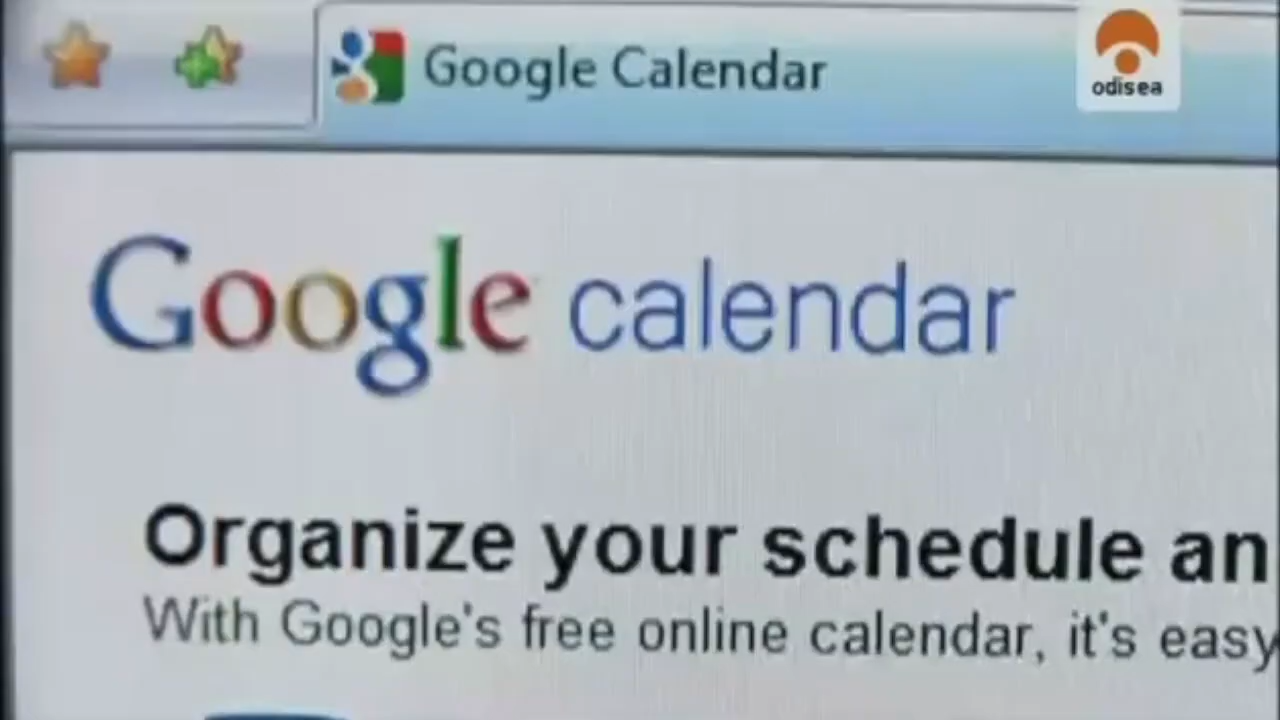 Google Calendar
odisea
Google calendar
Organize your schedule an
With Google's free online calendar, it's easy